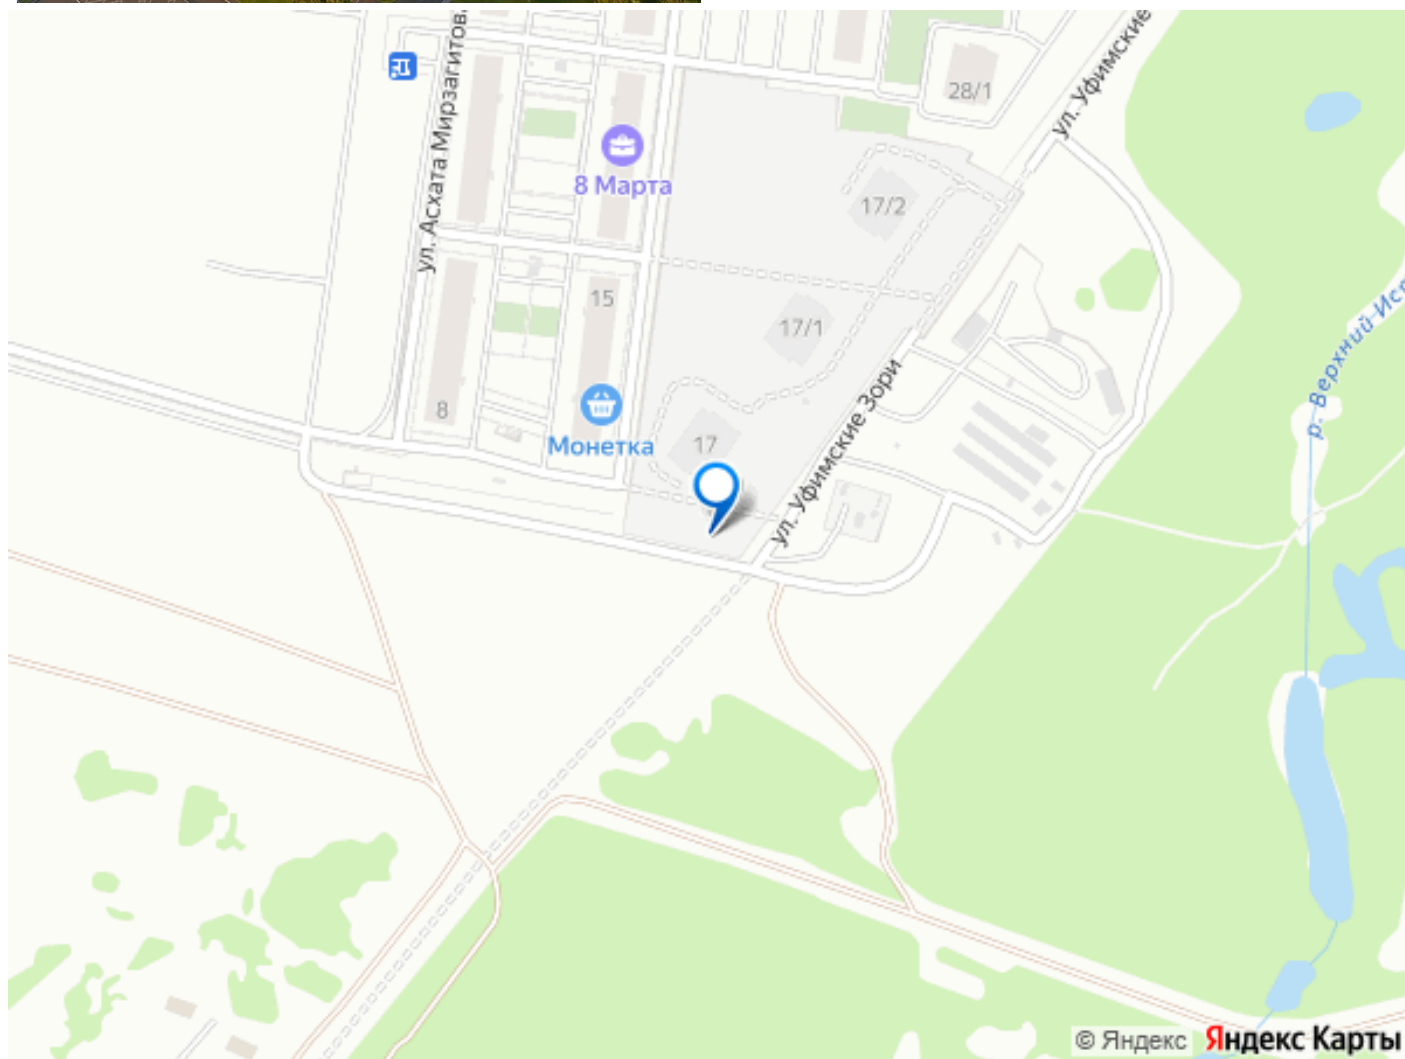 ул. Асхата Мирзагитов
ул. Уфимские
28/1
8 Марта
17/2
15
17/1
р. Верхний Ис
8
Монетка
17
ул. Уфимские Зори
© Яндекс Яндекс Карты